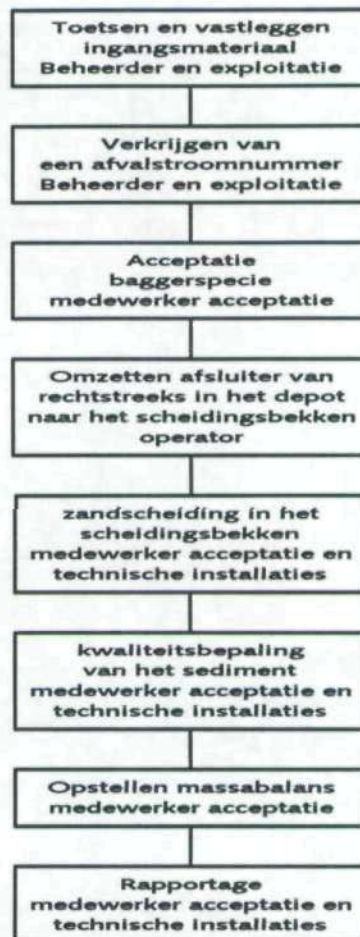 Toetsen en vastleggen
ingangsmateriaal
Beheerder en exploitatie
Verkrijgen van
een afvalstroomnummer
Beheerder en exploitatie
Acceptatie
baggerspecie
medewerker acceptatie
Omzetten afsluiter van
rechtstreeks in het depot
naar het scheidingsbekken
operator
zandscheiding in het
scheidingsbekken
medewerker acceptatie en
technische installaties
kwaliteitsbepaling
van het sediment
medewerker acceptatie en
technische installaties
Opstellen massabalans
medewerker acceptatie
Rapportage
medewerker acceptatie en
technische installaties